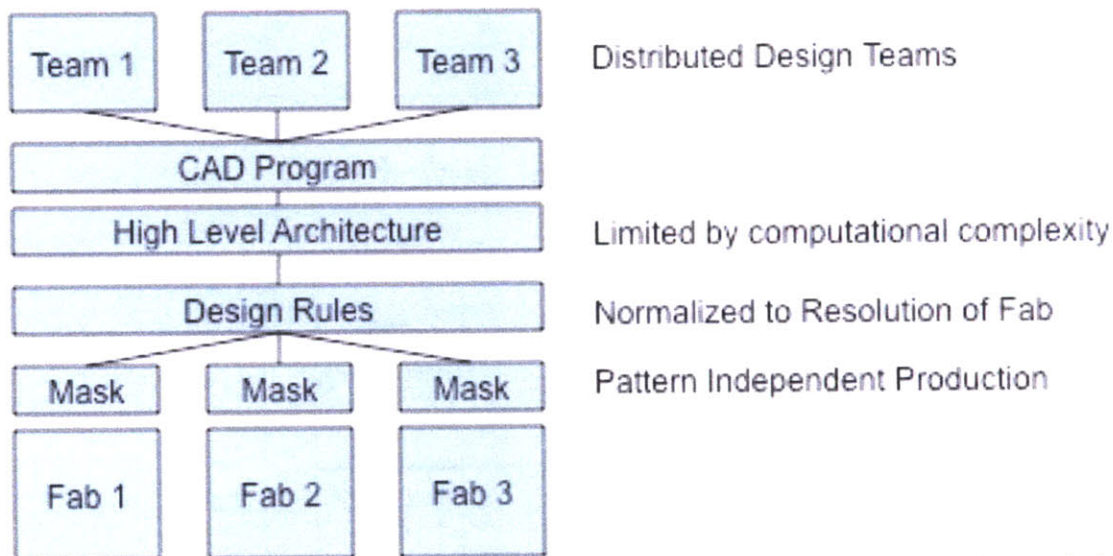 Team 1 Team 2 Team 3 Distributed Design Teams
CAD Program
High Level Architecture Limited by computational complexity
Design Rules Normalized to Resolution of Fab
Mask Mask Mask Pattern Independent Production
Fab 1 Fab 2 Fab 3